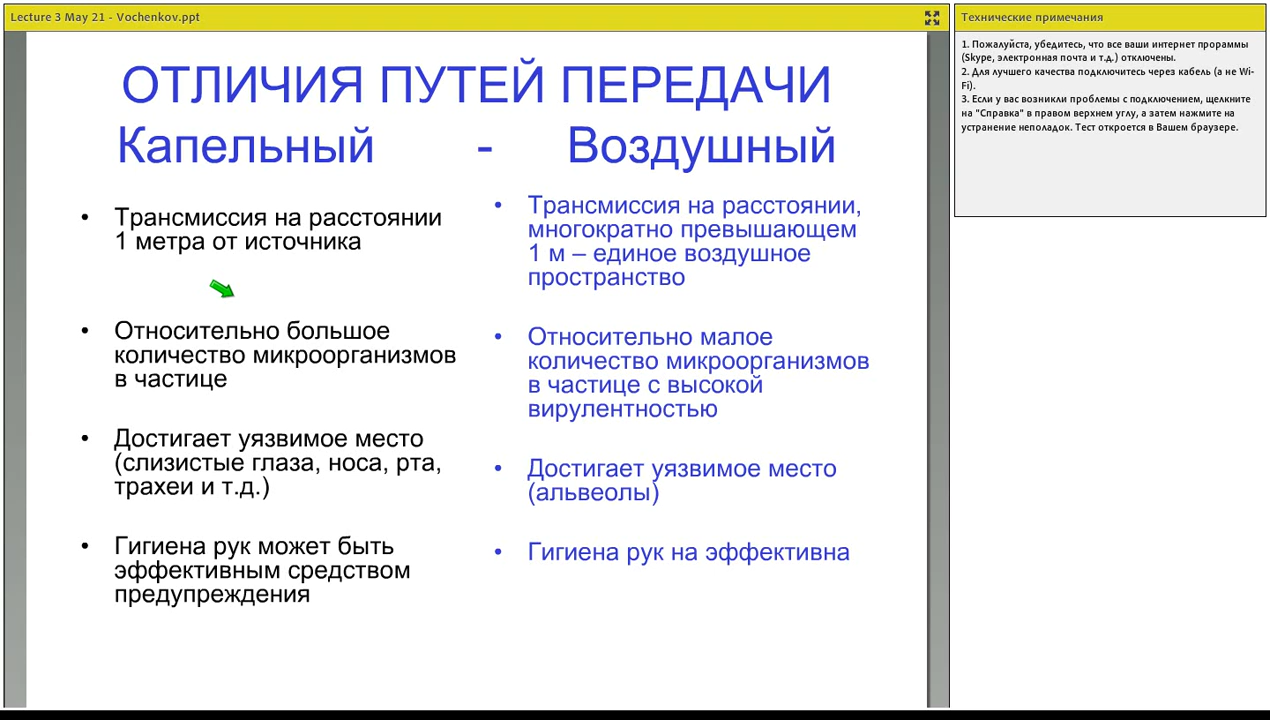 Lecture 3 May 21 - Vochenkov.ppt
ОТЛИЧИЯ ПУТЕЙ ПЕРЕДАЧИ
Капельный - Воздушный
• Трансмиссия на расстоянии
1 метра от источника
• Относительно большое
количество микроорганизмов
в частице
• Достигает уязвимое место
(слизистые глаза, носа, рта,
трахеи и т.д.)
• Гигиена рук может быть
эффективным средством
предупреждения
• Трансмиссия на расстоянии,
многократно превышающем
1 м – единое воздушное
пространство
• Относительно малое
количество микроорганизмов
в частице с высокой
вирулентностью
• Достигает уязвимое место
(альвеолы)
• Гигиена рук на эффективна
Технические примечания
1. Пожалуйста, убедитесь, что все ваши интернет прораммы
(Skype, электронная почта и т.д.) отключены.
2. Для лучшего качества подключитесь через кабель (а не Wi-
Fi).
3. Если у вас возникли проблемы с подключением, щелкните
на "Справка" в правом верхнем углу, а затем нажмите на
устранение неполадок. Тест откроется в Вашем браузере.